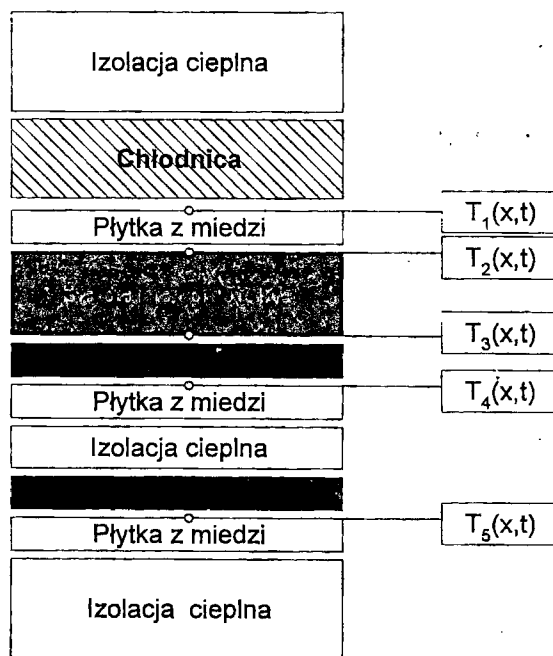 Izolacja cieplna
Chłodnica
T₁(x,t)
Płytka z miedzi
T₂(x,t)
T₃(x,t)
T₄(x,t)
Płytka z miedzi
Izolacja cieplna
T₅(x,t)
Płytka z miedzi
Izolacja cieplna